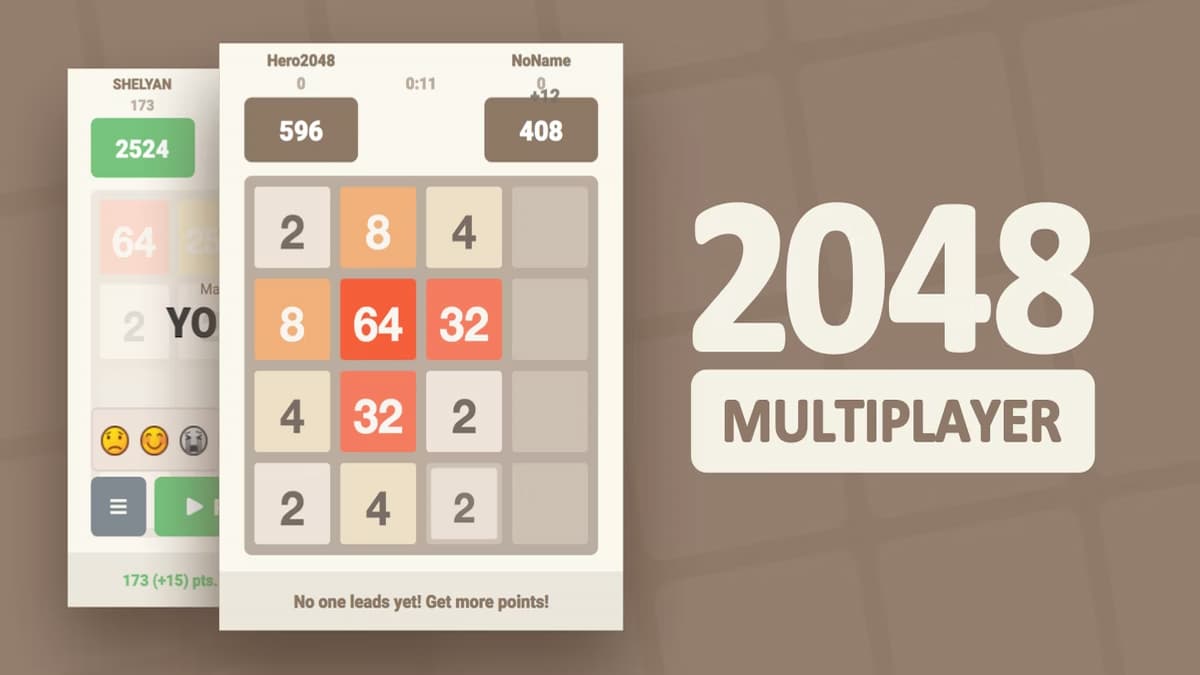 SHELYAN
173
2524
64
2
Ma
YO
173 (+15) pts.
Hero2048
0
596
0:11
NoName
0
+12
408
2 8 4
8 64 32
4 32 2
2 4 2
No one leads yet! Get more points!
2048
MULTIPLAYER